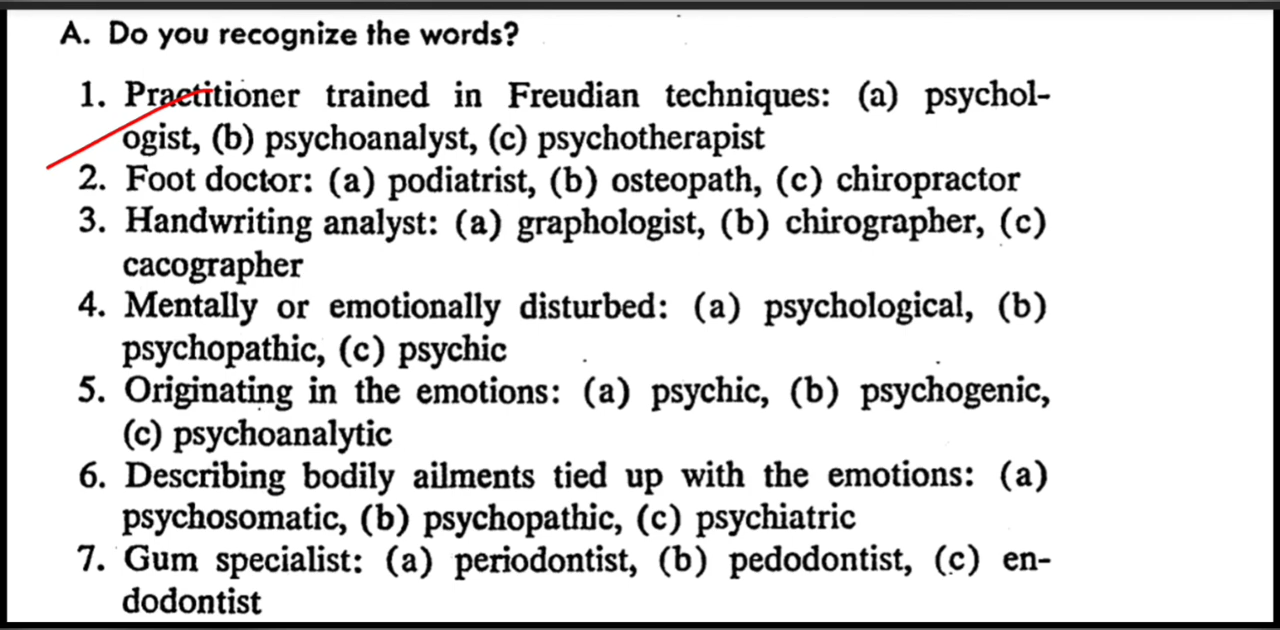 A. Do you recognize the words?
1. Practitioner trained in Freudian techniques: (a) psychol-
ogist, (b) psychoanalyst, (c) psychotherapist
2. Foot doctor: (a) podiatrist, (b) osteopath, (c) chiropractor
3. Handwriting analyst: (a) graphologist, (b) chirographer, (c)
cacographer
4. Mentally or emotionally disturbed: (a) psychological, (b)
psychopathic, (c) psychic
5. Originating in the emotions: (a) psychic, (b) psychogenic,
(c) psychoanalytic
6. Describing bodily ailments tied up with the emotions: (a)
psychosomatic, (b) psychopathic, (c) psychiatric
7. Gum specialist: (a) periodontist, (b) pedodontist, (c) en-
dodontist